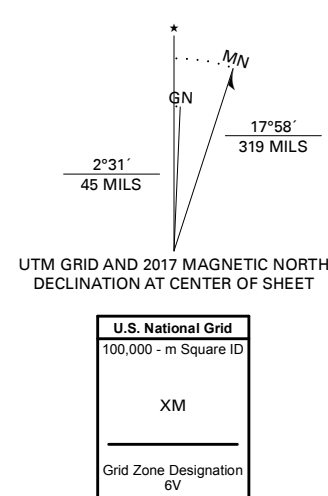 ★
MN
GN
17°58´
319 MILS
2°31´
45 MILS
UTM GRID AND 2017 MAGNETIC NORTH
DECLINATION AT CENTER OF SHEET
U.S. National Grid
100,000 - m Square ID
XM
Grid Zone Designation
6V